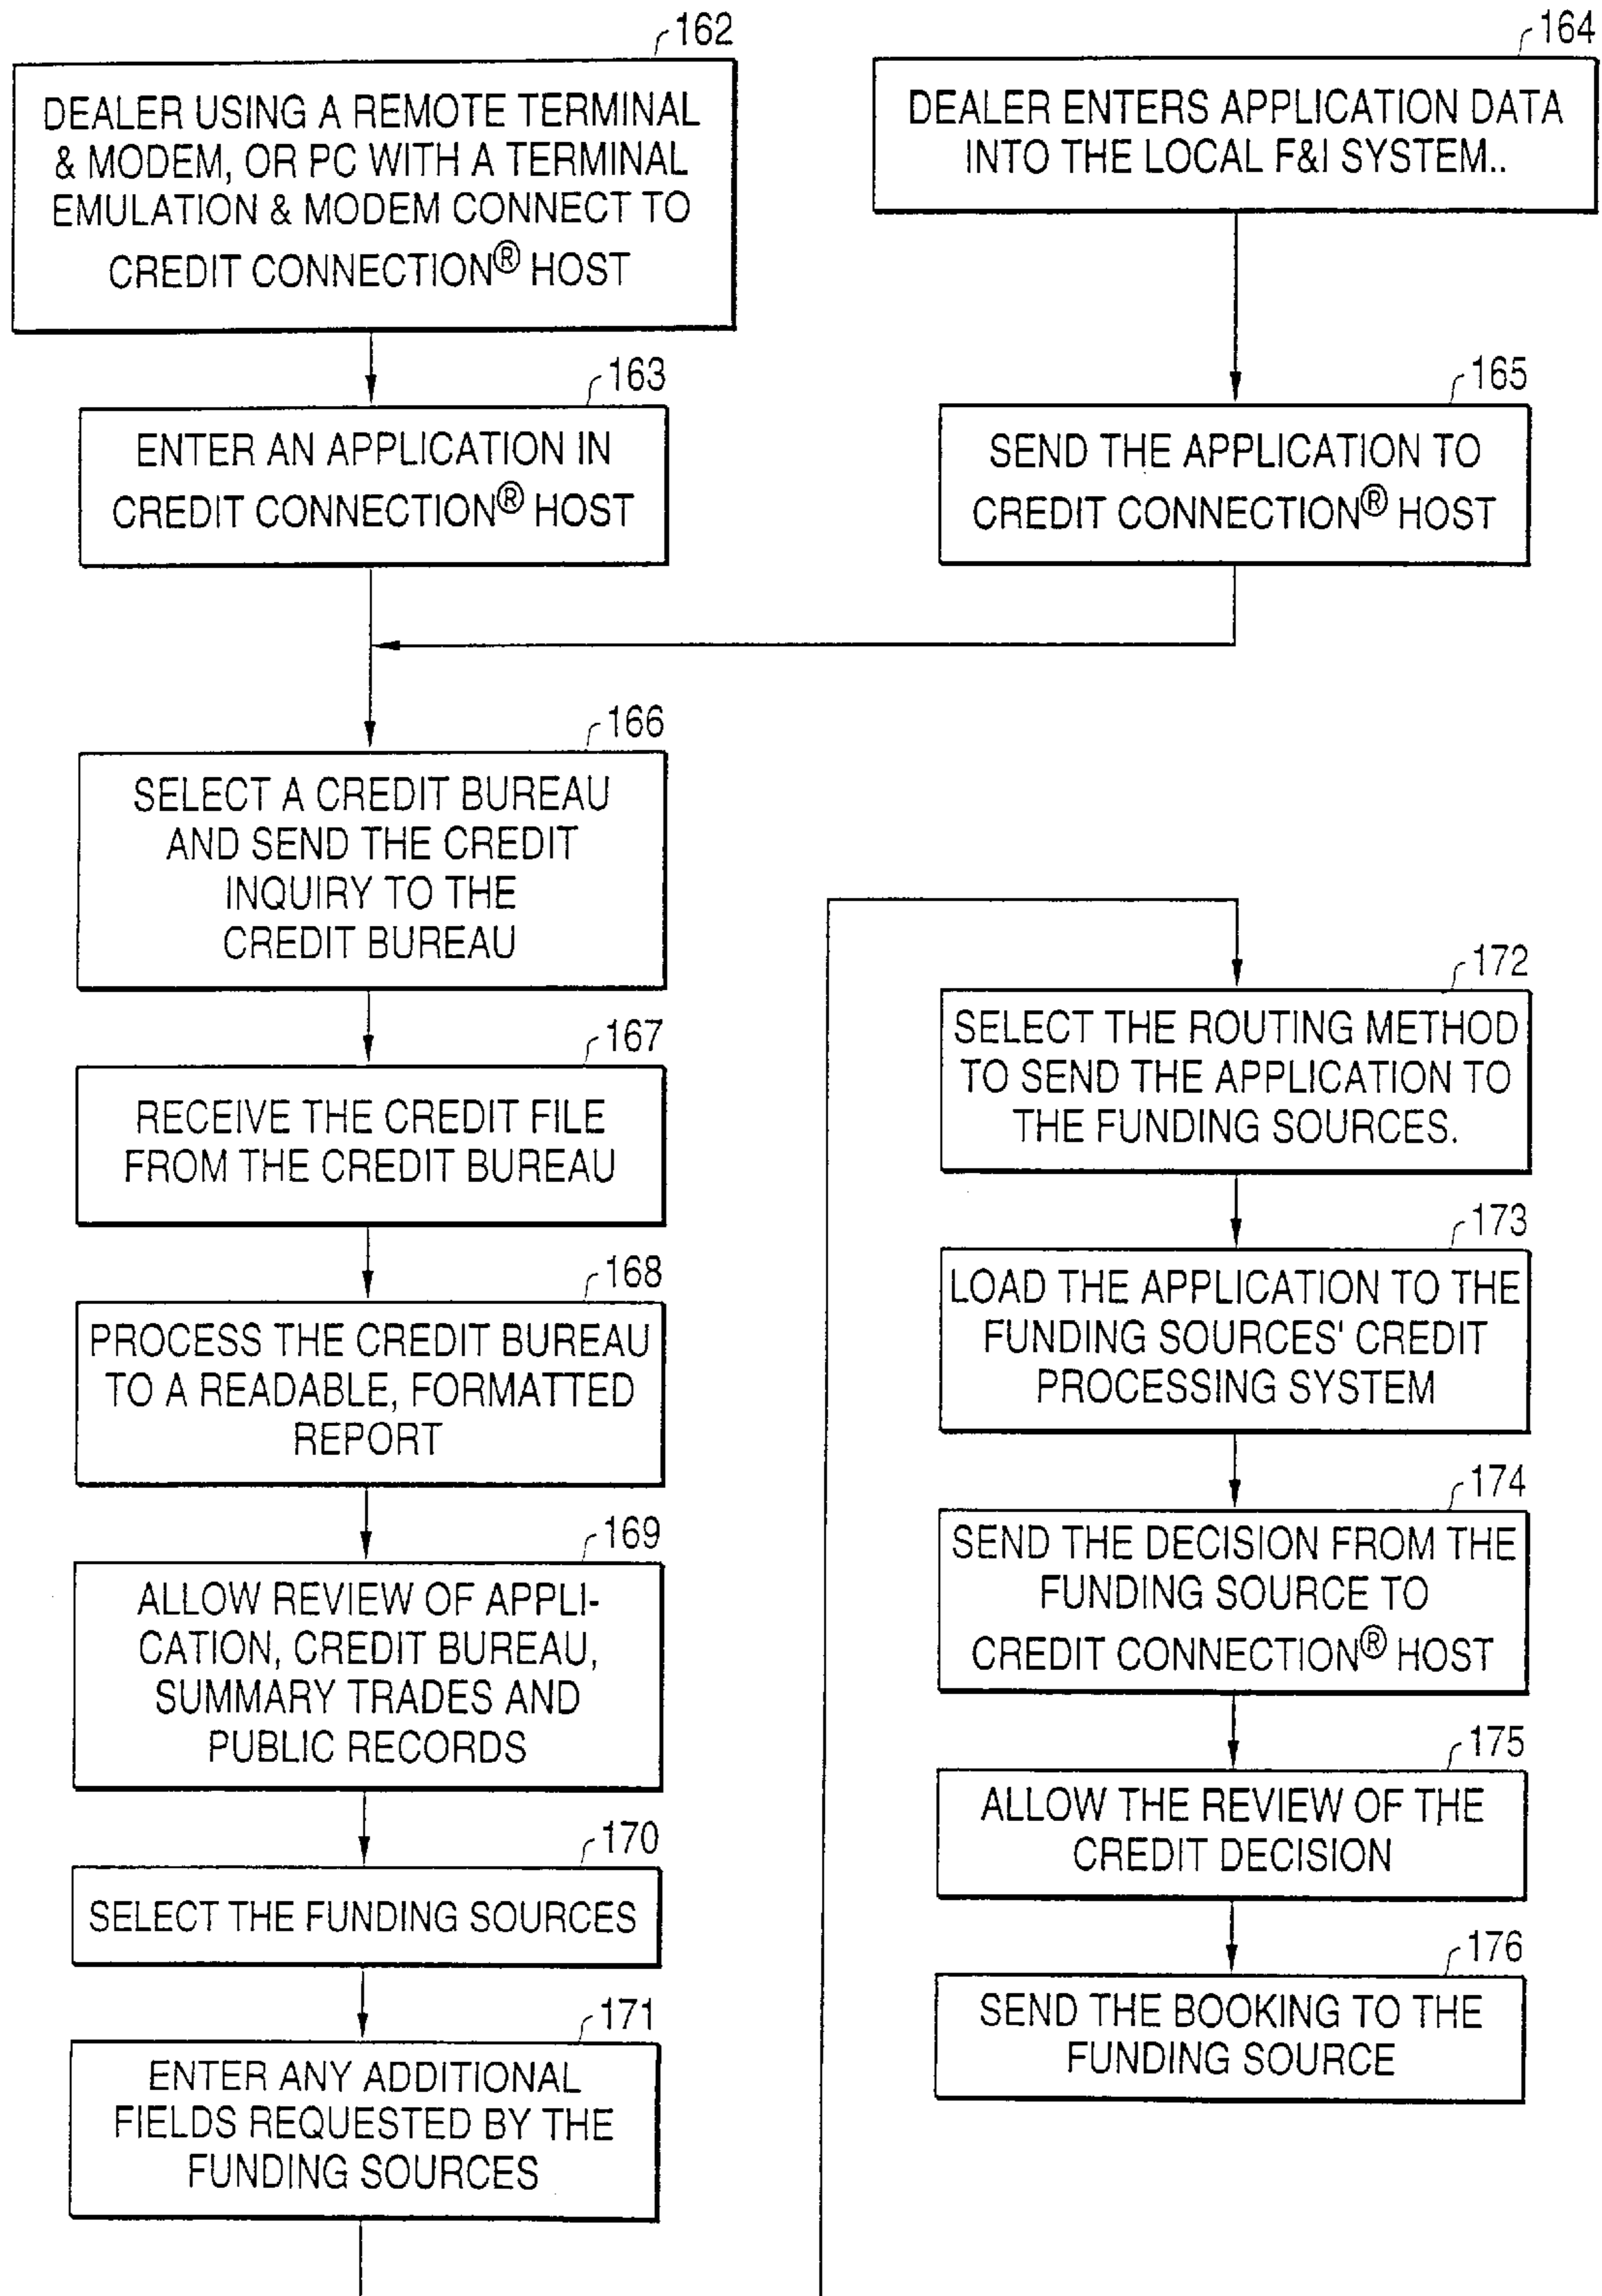 162
DEALER USING A REMOTE TERMINAL
& MODEM, OR PC WITH A TERMINAL
EMULATION & MODEM CONNECT TO
CREDIT CONNECTION® HOST
164
DEALER ENTERS APPLICATION DATA
INTO THE LOCAL F&I SYSTEM..
163
ENTER AN APPLICATION IN
CREDIT CONNECTION® HOST
165
SEND THE APPLICATION TO
CREDIT CONNECTION® HOST
166
SELECT A CREDIT BUREAU
AND SEND THE CREDIT
INQUIRY TO THE
CREDIT BUREAU
167
RECEIVE THE CREDIT FILE
FROM THE CREDIT BUREAU
168
PROCESS THE CREDIT BUREAU
TO A READABLE, FORMATTED
REPORT
169
ALLOW REVIEW OF APPLI-
CATION, CREDIT BUREAU,
SUMMARY TRADES AND
PUBLIC RECORDS
170
SELECT THE FUNDING SOURCES
171
ENTER ANY ADDITIONAL
FIELDS REQUESTED BY THE
FUNDING SOURCES
172
SELECT THE ROUTING METHOD
TO SEND THE APPLICATION TO
THE FUNDING SOURCES.
173
LOAD THE APPLICATION TO THE
FUNDING SOURCES' CREDIT
PROCESSING SYSTEM
174
SEND THE DECISION FROM THE
FUNDING SOURCE TO
CREDIT CONNECTION® HOST
175
ALLOW THE REVIEW OF THE
CREDIT DECISION
176
SEND THE BOOKING TO THE
FUNDING SOURCE